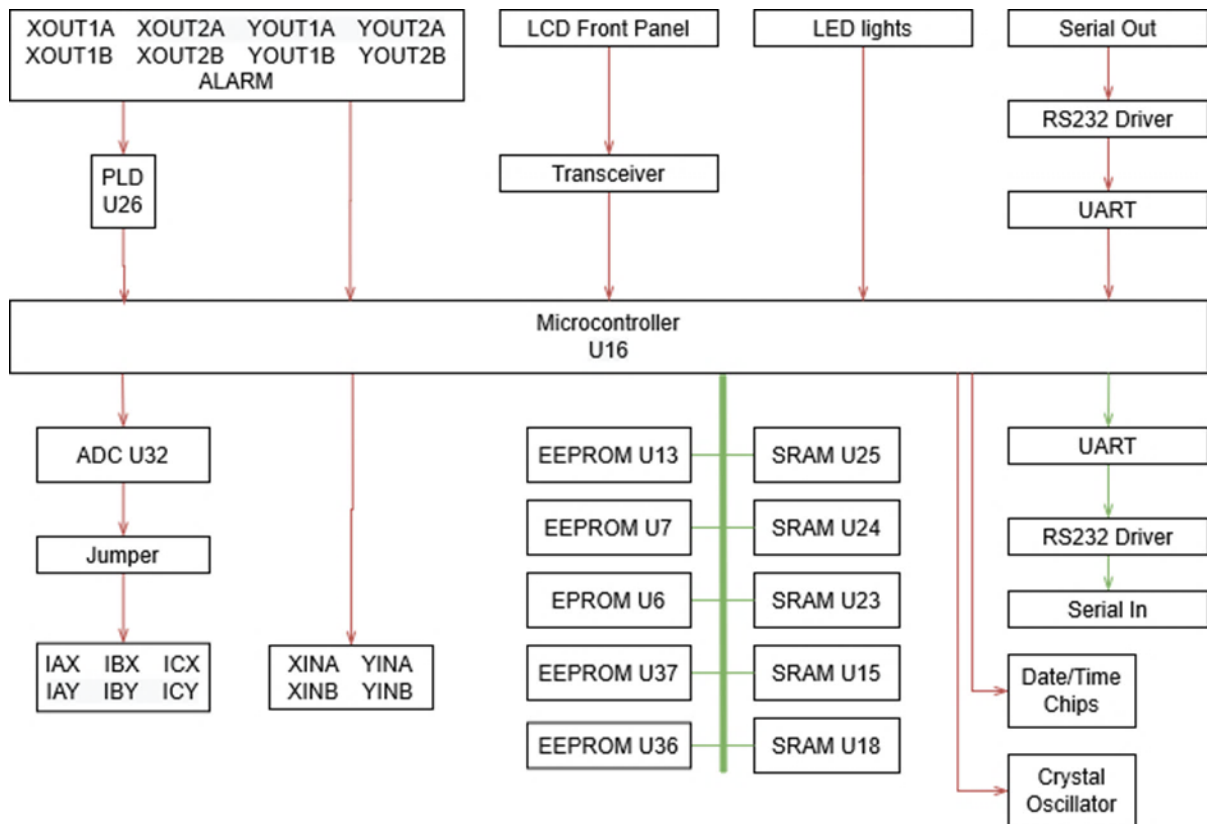 XOUT1A XOUT2A YOUT1A YOUT2A
XOUT1B XOUT2B YOUT1B YOUT2B
ALARM
LCD Front Panel
LED lights
Serial Out
RS232 Driver
PLD
U26
Transceiver
UART
Microcontroller
U16
ADC U32
Jumper
IAX IBX ICX
IAY IBY ICY
XINA YINA
XINB YINB
EEPROM U13
SRAM U25
EEPROM U7
SRAM U24
EPROM U6
SRAM U23
EEPROM U37
SRAM U15
EEPROM U36
SRAM U18
UART
RS232 Driver
Serial In
Date/Time
Chips
Crystal
Oscillator